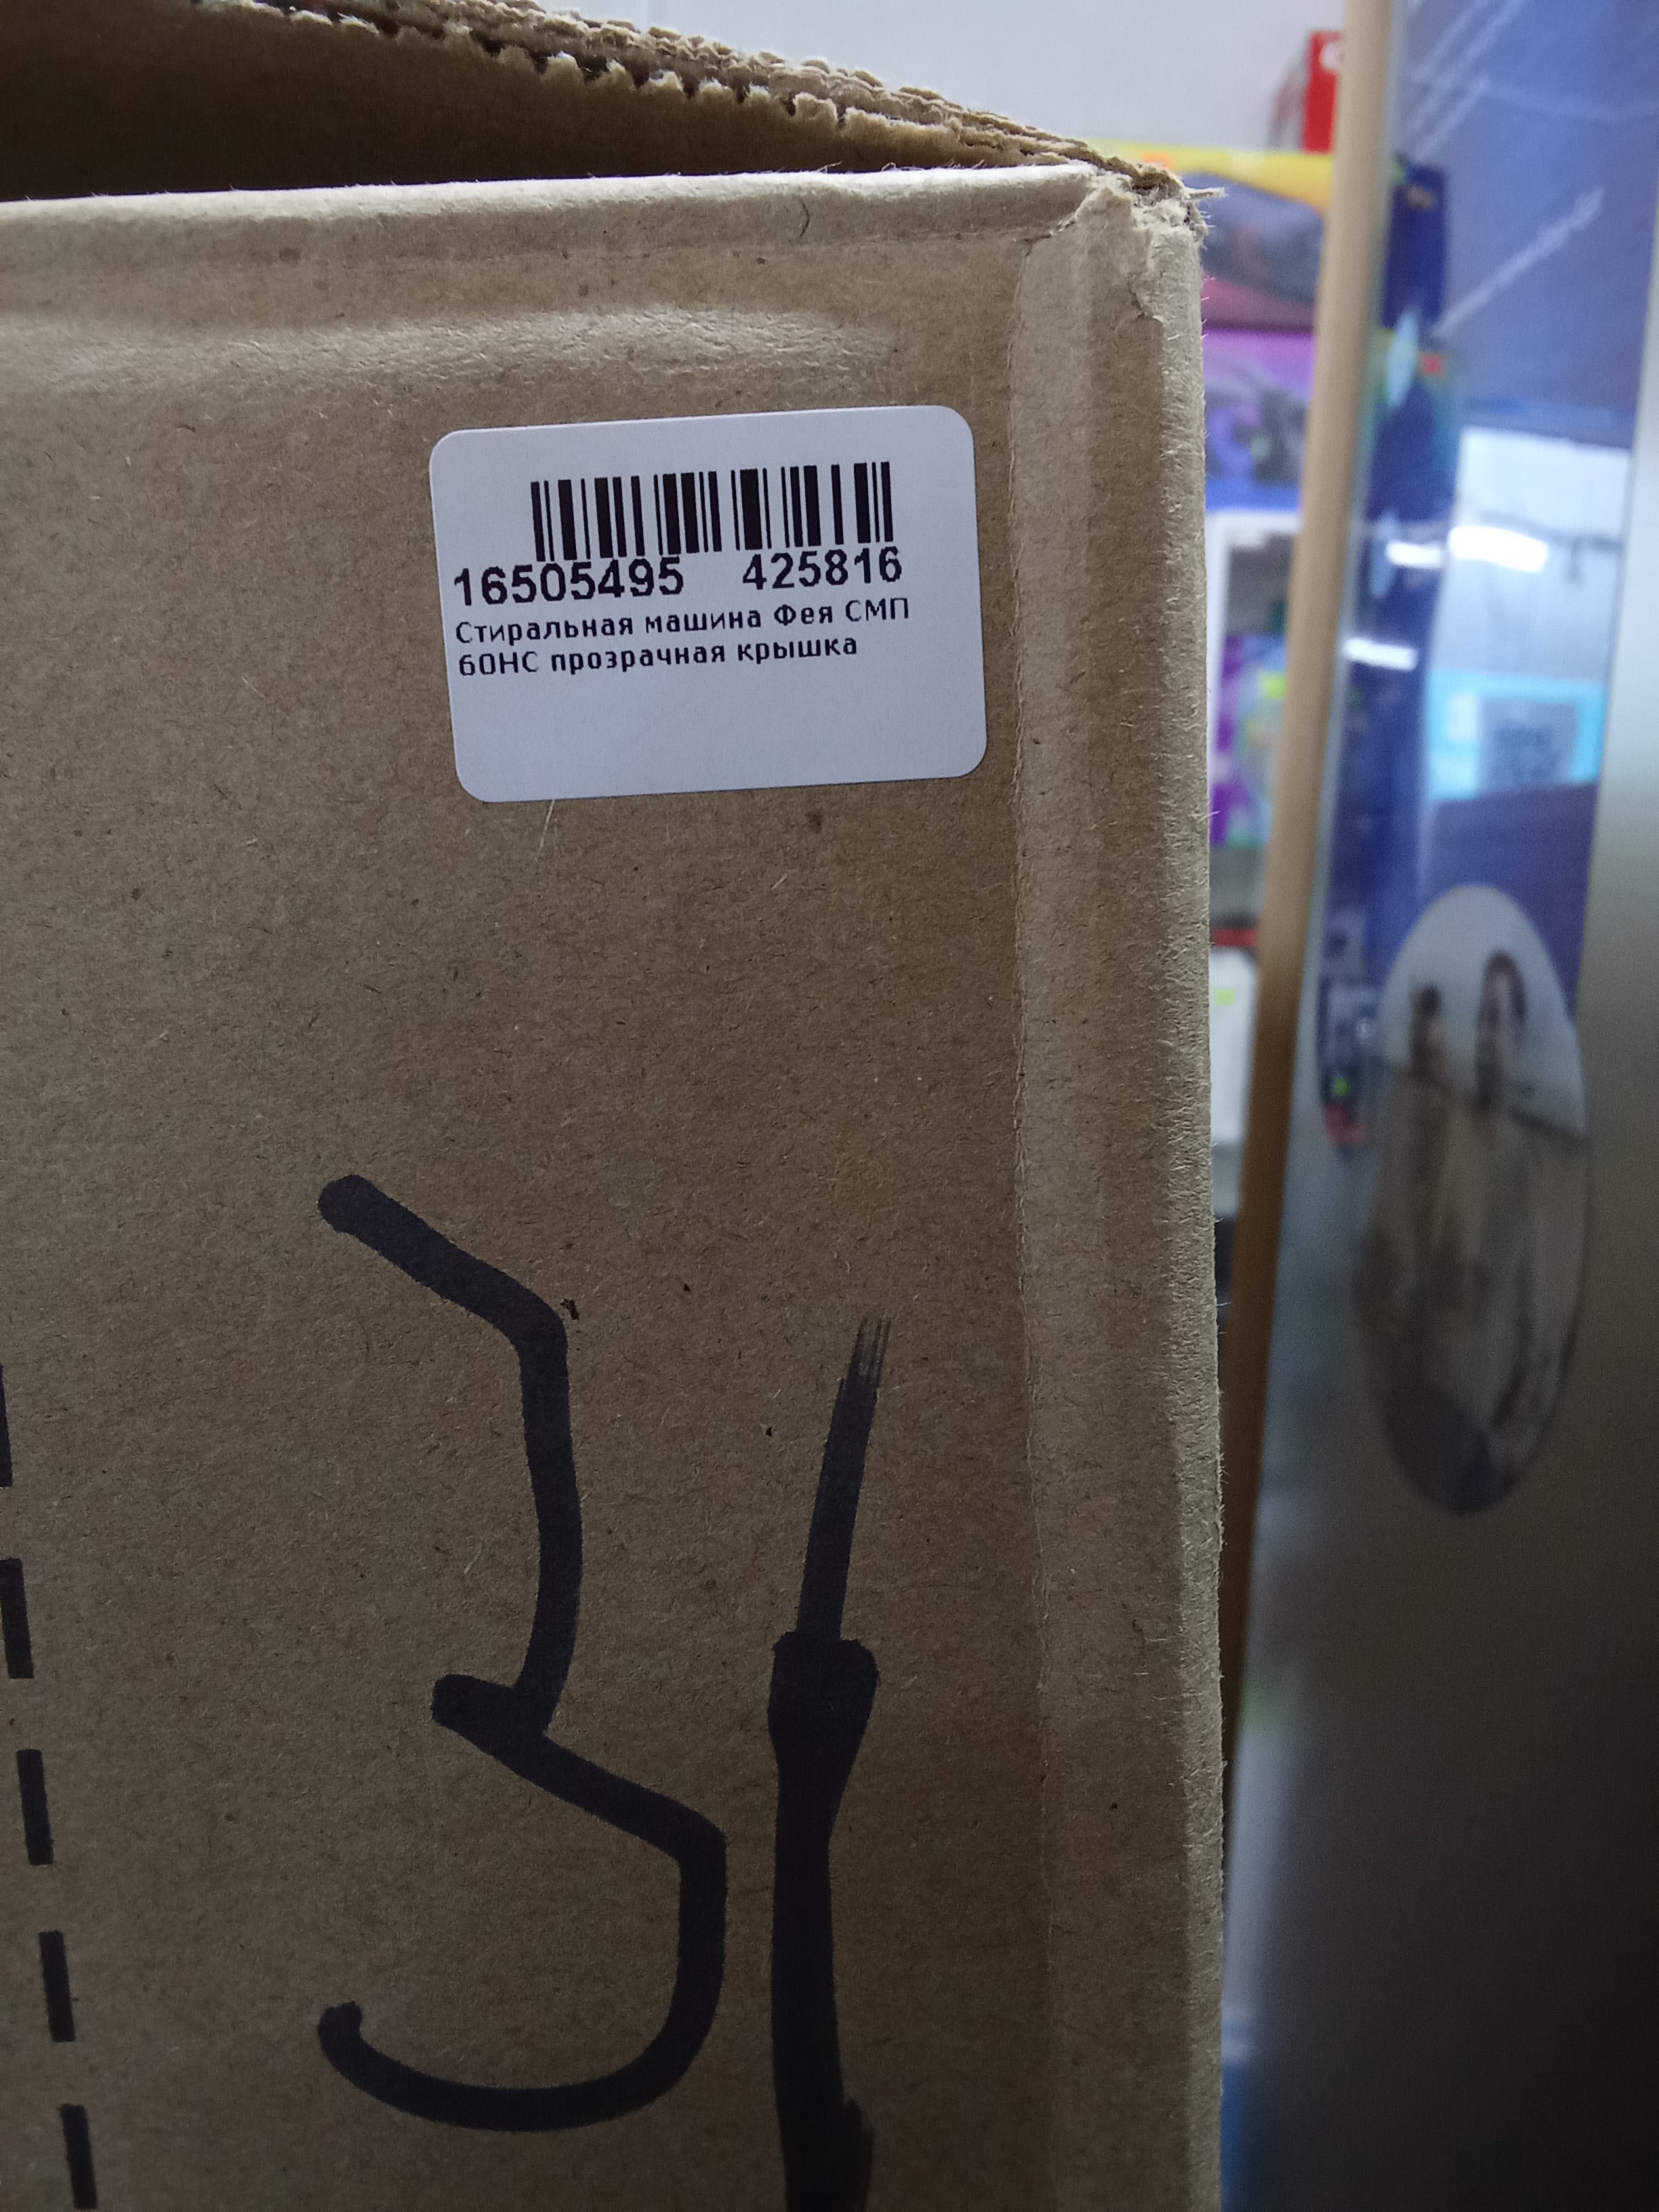 16505495 425816
Стиральная машина Фея СМП
60НС прозрачная крышка
31